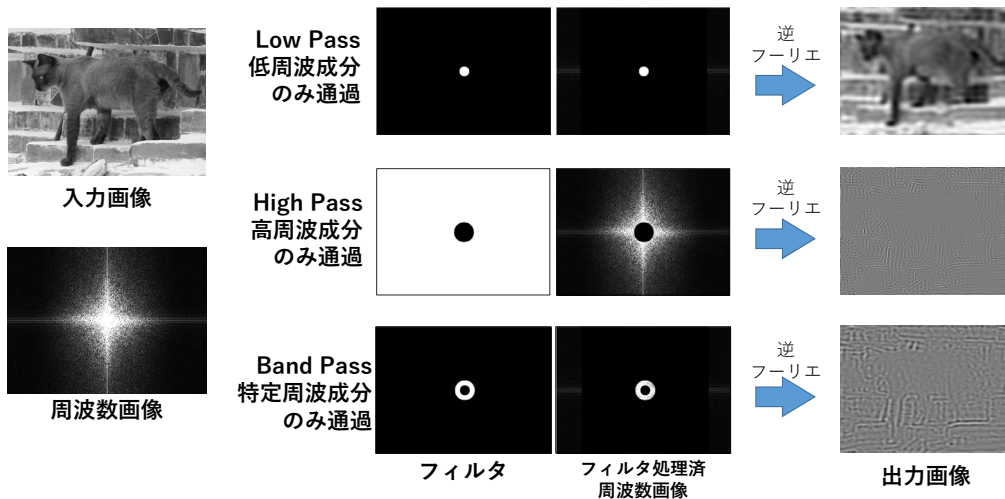 入力画像
周波数画像
Low Pass
低周波成分
のみ通過
逆
フーリエ
High Pass
高周波成分
のみ通過
逆
フーリエ
Band Pass
特定周波成分
のみ通過
逆
フーリエ
フィルタ
フィルタ処理済
周波数画像
出力画像